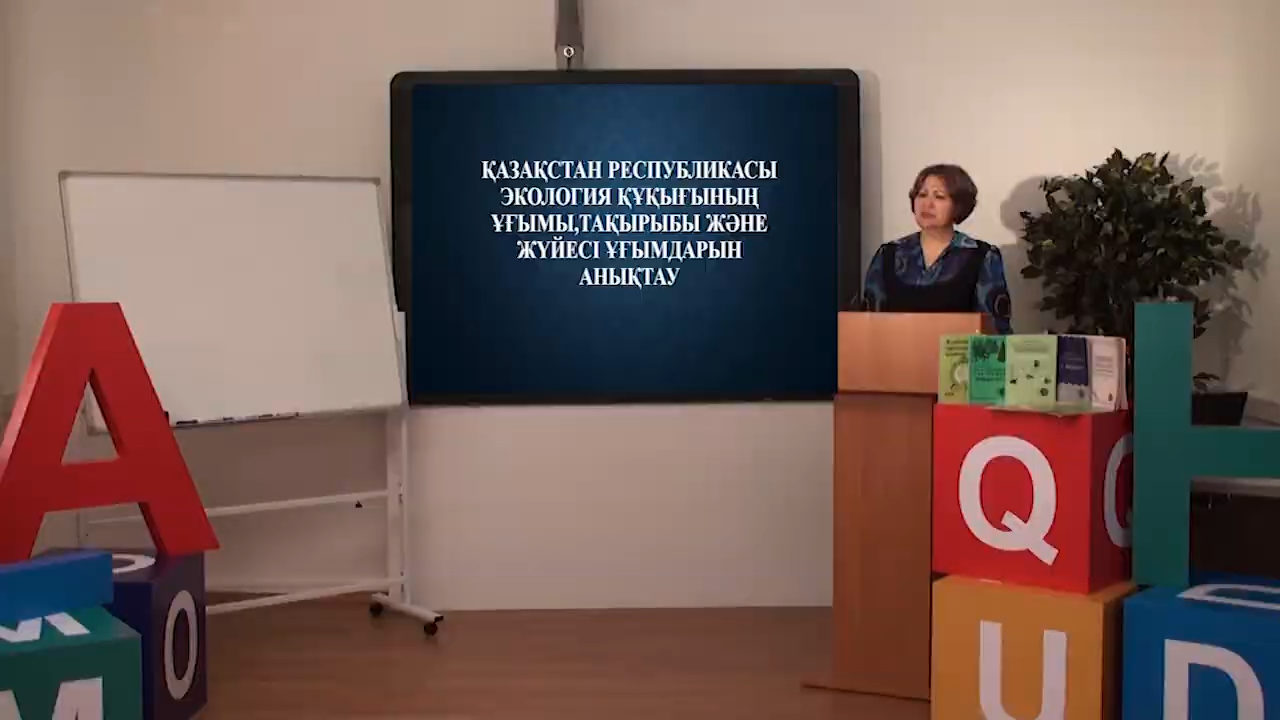 ҚАЗАҚСТАН РЕСПУБЛИКАСЫ
ЭКОЛОГИЯ ҚҰҚЫҒЫНЫҢ
ҰҒЫМЫ,ТАҚЫРЫБЫ ЖӘНЕ
ЖҮЙЕСІ ҰҒЫМДАРЫН
АНЫҚТАУ
A
O
M
M
O
Q
Q
U
D
D